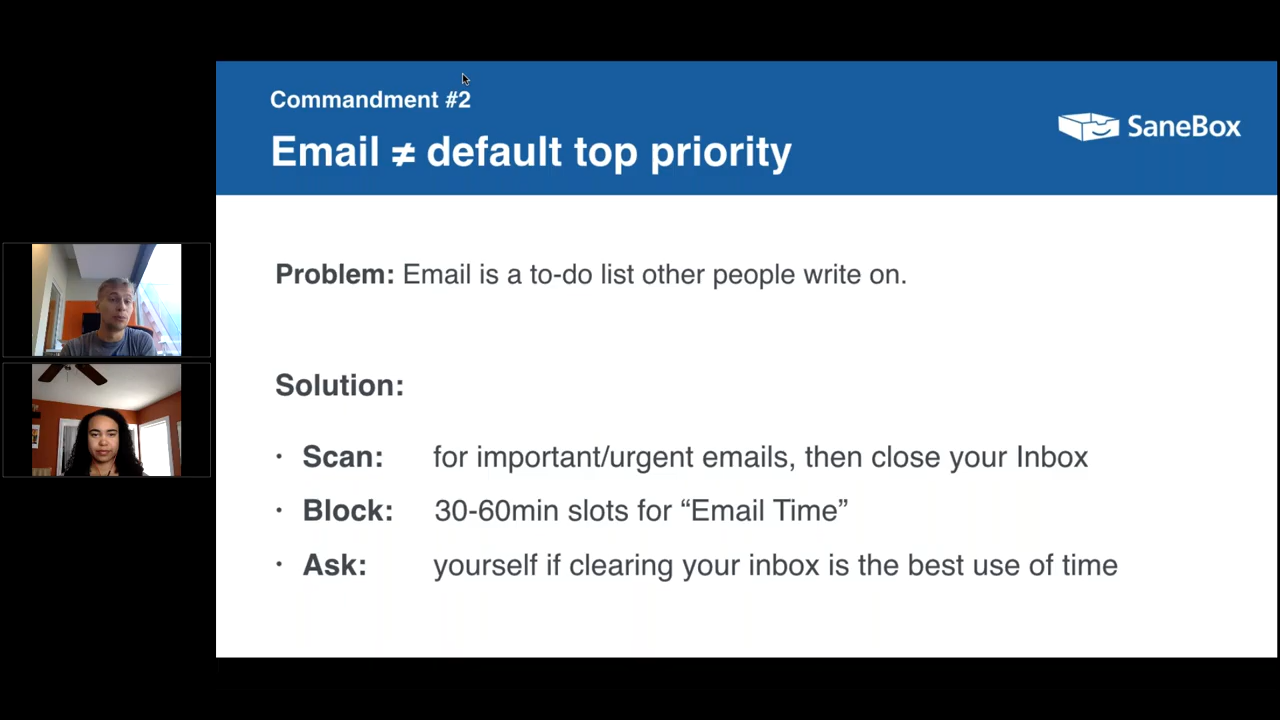 Commandment #2
Email ≠ default top priority
SaneBox
Problem: Email is a to-do list other people write on.
Solution:
• Scan: for important/urgent emails, then close your Inbox
• Block: 30-60min slots for “Email Time”
• Ask: yourself if clearing your inbox is the best use of time